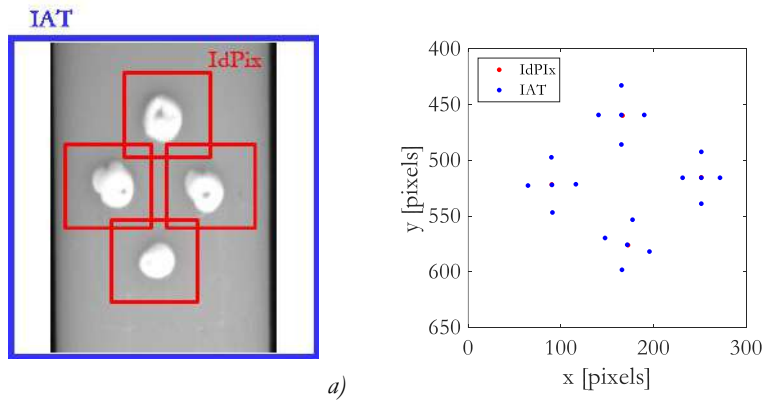 IAT
IdPix
a)
IdPIx
IAT
400
450
500
550
600
650
y [pixels]
0
100
200
300
x [pixels]